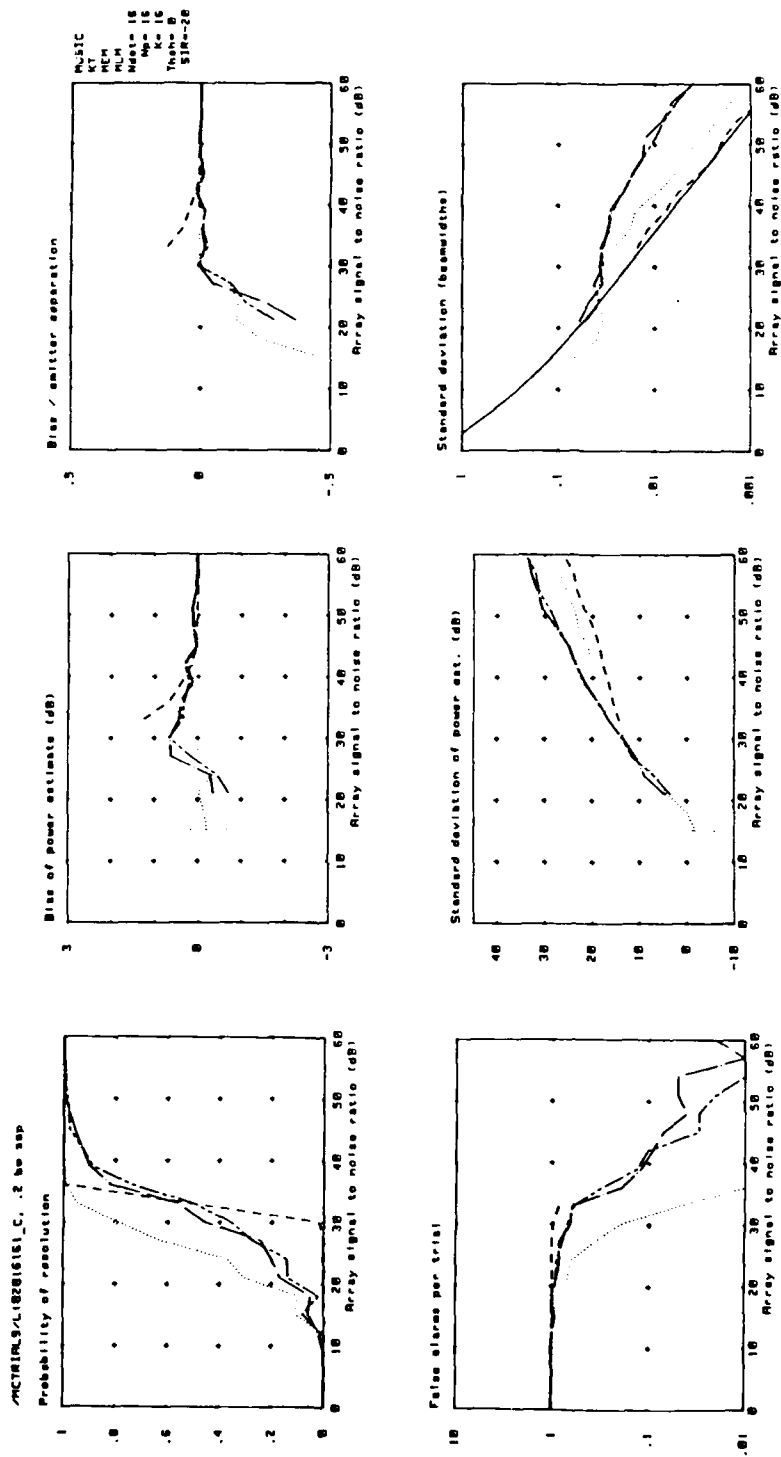 /MCTRIALS/L102016161_C, .2 bw sep
Probability of resolution
1
.8
.6
.4
.2
0
0 10 20 30 40 50 60
Array signal to noise ratio (dB)
Bias of power estimate (dB)
3
0
-3
0 10 20 30 40 50 60
Array signal to noise ratio (dB)
Bias / emitter separation
.5
0
-.5
0 10 20 30 40 50 60
Array signal to noise ratio (dB)
MUSIC
KT
MEM
MLM
Ndet= 16
Np= 16
K= 16
Thsh= 0
SIR=-20
False alarms per trial
10
1
.1
.01
0 10 20 30 40 50 60
Array signal to noise ratio (dB)
Standard deviation of power est. (dB)
40
30
20
10
0
-10
0 10 20 30 40 50 60
Array signal to noise ratio (dB)
Standard deviation (beamwidths)
1
.1
.01
.001
0 10 20 30 40 50 60
Array signal to noise ratio (dB)